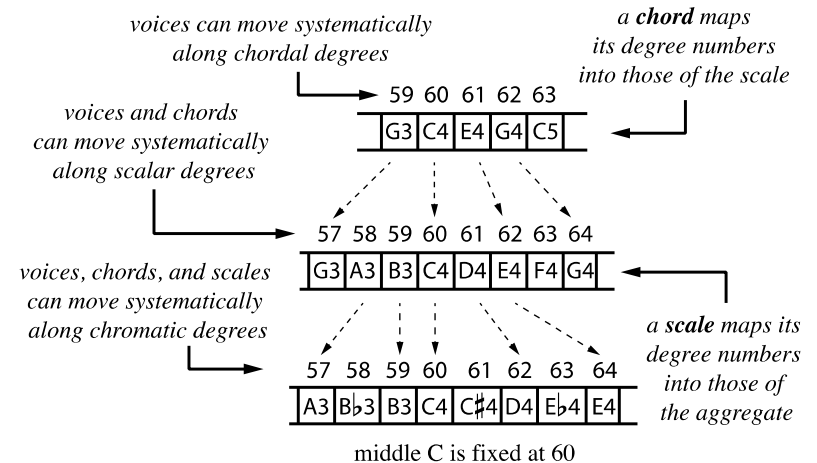 voices can move systematically
along chordal degrees
a chord maps
its degree numbers
into those of the scale
59 60 61 62 63
G3 C4 E4 G4 C5
voices and chords
can move systematically
along scalar degrees
57 58 59 60 61 62 63 64
G3 A3 B3 C4 D4 E4 F4 G4
voices, chords, and scales
can move systematically
along chromatic degrees
a scale maps its
degree numbers
into those of
the aggregate
57 58 59 60 61 62 63 64
A3 B♭3 B3 C4 C♯4 D4 E♭4 E4
middle C is fixed at 60